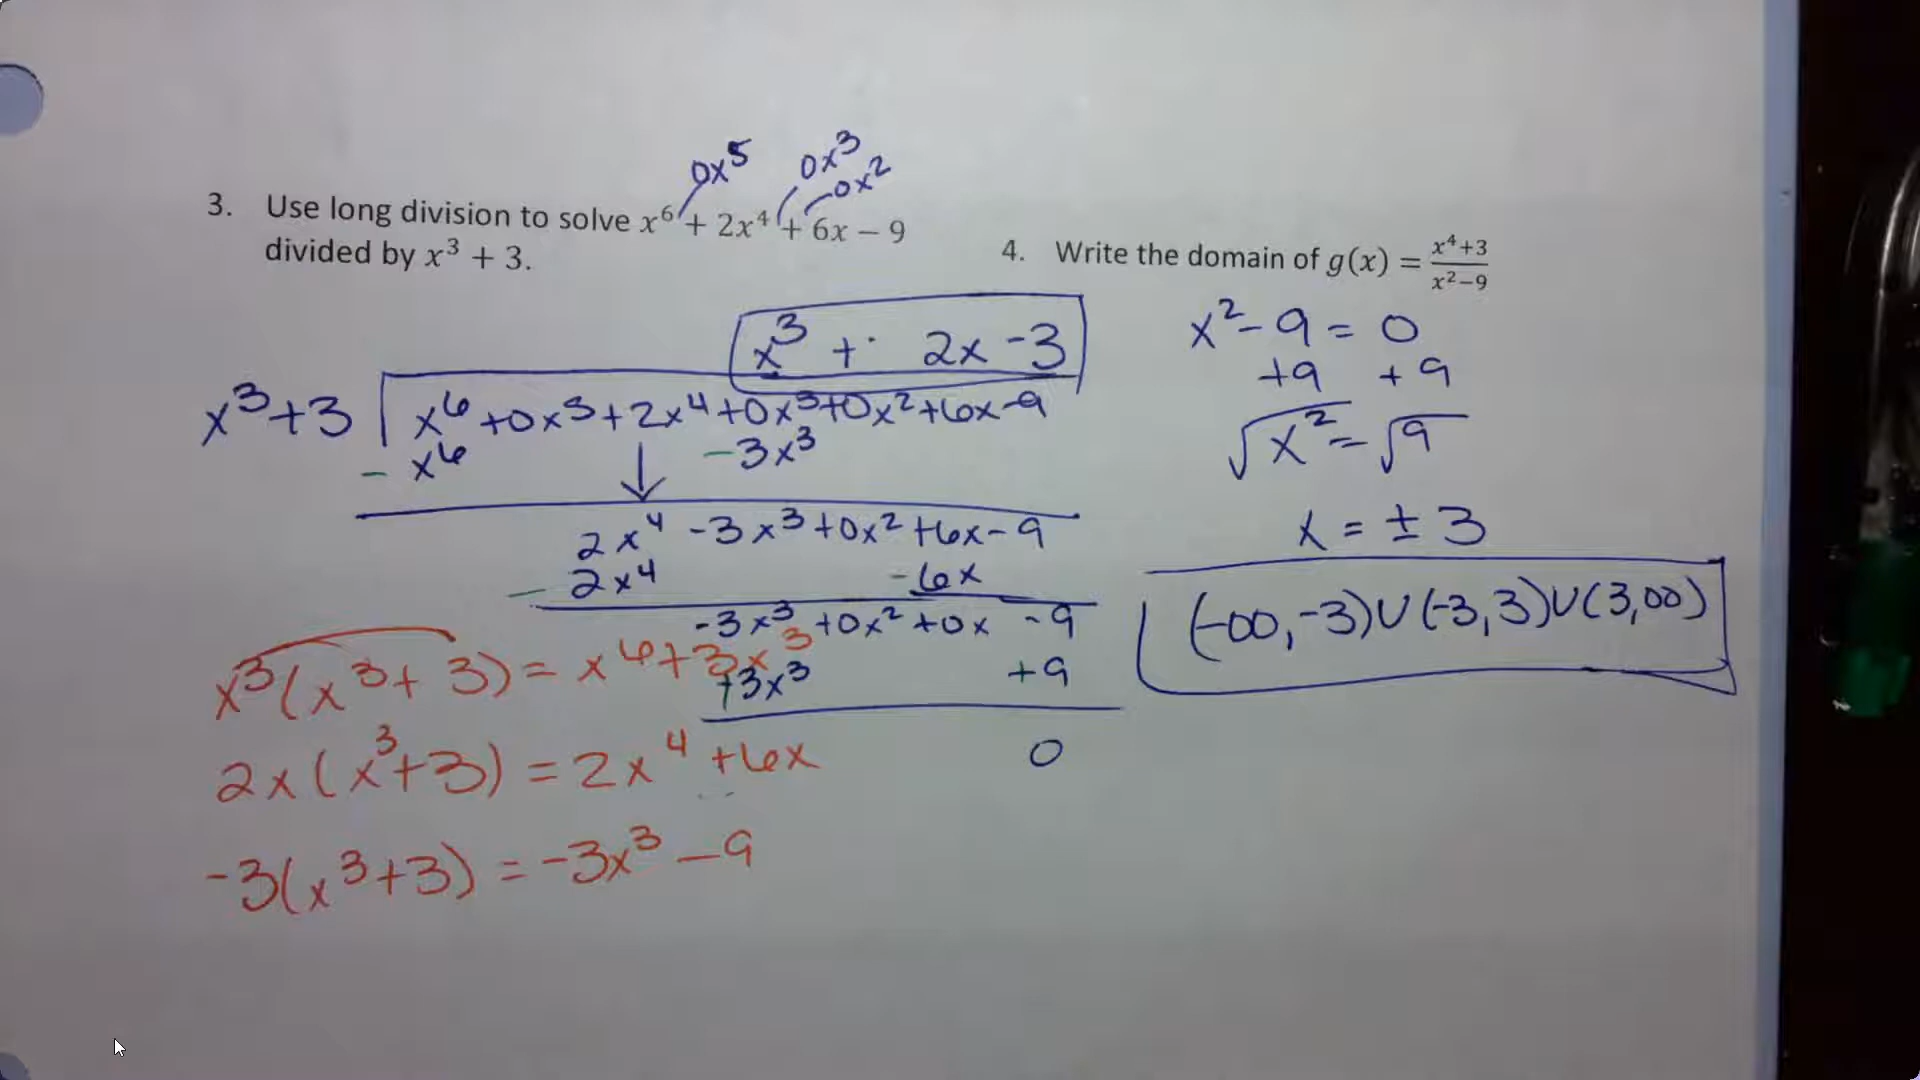 0x⁵ 0x³
0x²
3. Use long division to solve x⁶ + 2x⁴ + 6x – 9
divided by x³ + 3.
x³ + 2x -3
x³+3 x⁶+0x⁵+2x⁴+0x³+0x²+6x-9
- x⁶ -3x³
2x⁴ -3x³+0x²+6x-9
- 2x⁴ -6x
-3x³+0x²+0x -9
+3x³ +9
0
x³(x³+3) = x⁶+3x³
2x(x³+3) = 2x⁴+6x
-3(x³+3) = -3x³-9
4. Write the domain of g(x) = x⁴+3 / x²–9
x²-9 = 0
+9 +9
√x² = √9
x = ±3
(-∞,-3)∪(-3,3)∪(3,∞)